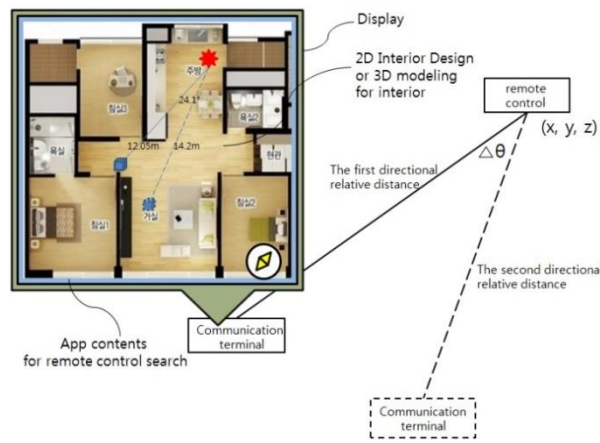 Display
2D Interior Design
or 3D modeling
for interior
주방
침실3
24.1°
욕실2
욕실
12.05m
14.2m
현관
거실
침실1
침실2
remote
control
(x, y, z)
△θ
The first directional
relative distance
The second directional
relative distance
Communication
terminal
App contents
for remote control search
Communication
terminal